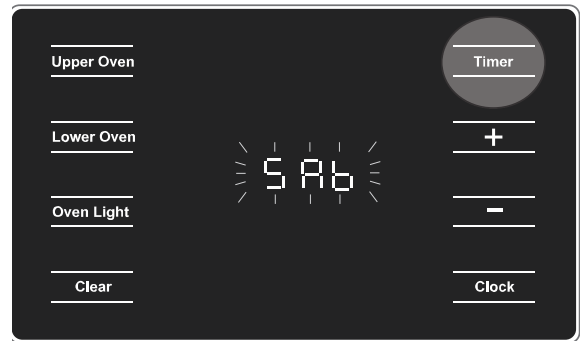 Upper Oven
Lower Oven
Oven Light
Clear
SAb
Timer
+
−
Clock